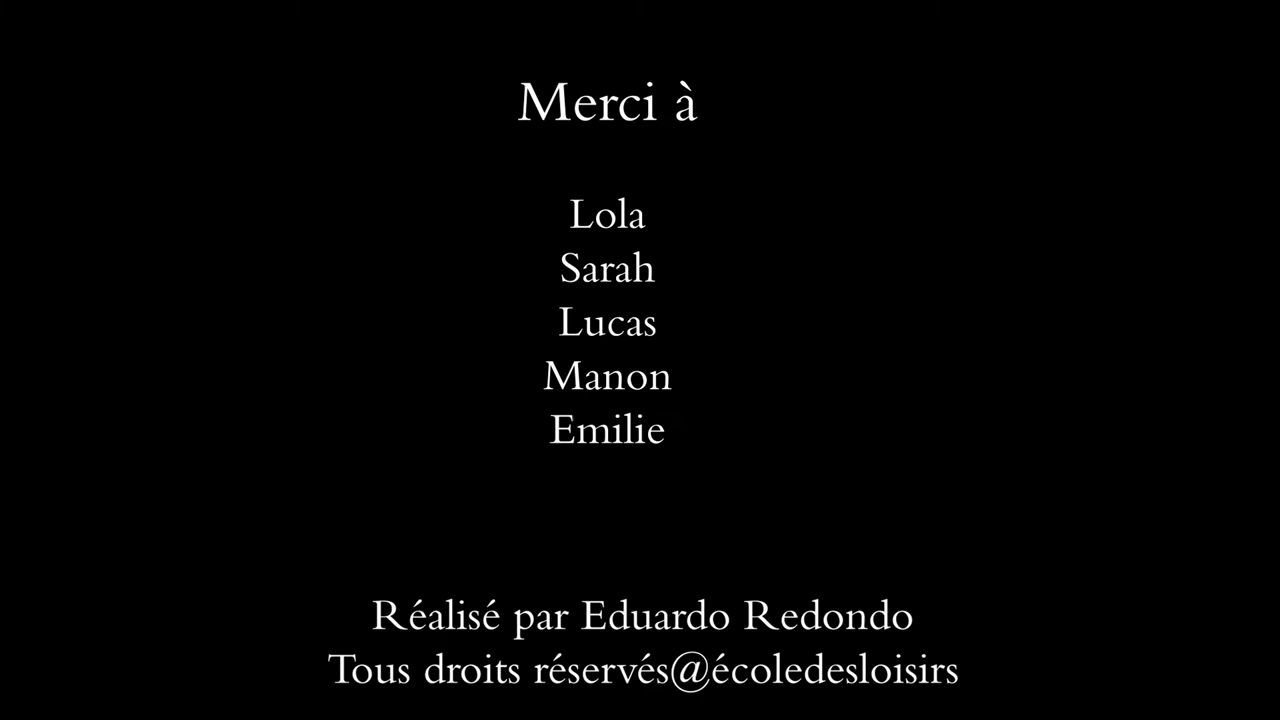 Merci à
Lola
Sarah
Lucas
Manon
Emilie
Réalisé par Eduardo Redondo
Tous droits réservés@écoledesloisirs